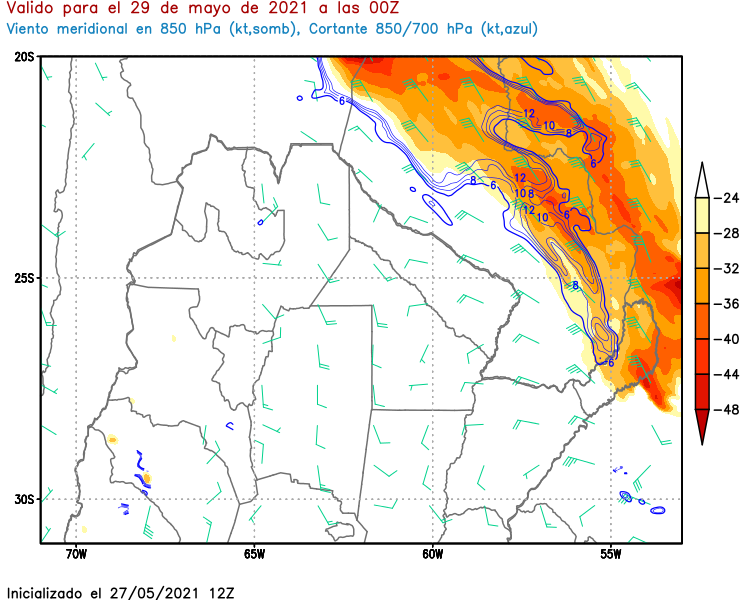 Valido para el 29 de mayo de 2021 a las 00Z
Viento meridional en 850 hPa (kt,somb), Cortante 850/700 hPa (kt,azul)
20S
25S
30S
70W 65W 60W 55W
6
12
10 8
6
8 6
12
10 8
12 10 6
8
6
-24
-28
-32
-36
-40
-44
-48
Inicializado el 27/05/2021 12Z